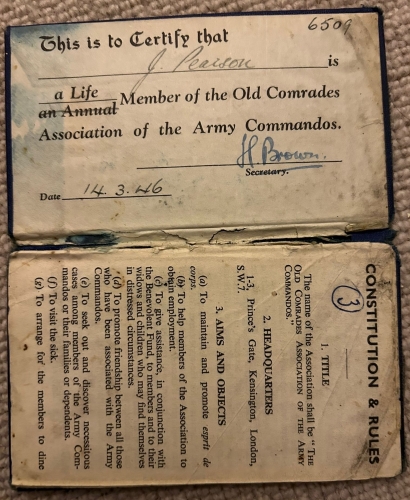 6509
This is to Certify that
J. Pearson is
a Life
an Annual Member of the Old Comrades
Association of the Army Commandos.
H. Brown.
Secretary.
Date 14.3.46
CONSTITUTION & RULES
3
1. TITLE
The name of the Association shall be "THE
OLD COMRADES ASSOCIATION OF THE ARMY
COMMANDOS."
2. HEADQUARTERS
1-3, Prince's Gate, Kensington, London,
S.W.7.
3. AIMS AND OBJECTS
(a) To maintain and promote esprit de
corps.
(b) To help members of the Association to
obtain employment.
(c) To give assistance, in conjunction with
the Benevolent Fund, to members and to their
widows and children who may find themselves
in distressed circumstances.
(d) To promote friendship between all those
who have been associated with the Army
Commandos.
(e) To seek out and discover necessitous
cases among members of the Army Com-
mandos or their families or dependents.
(f) To visit the sick.
(g) To arrange for the members to dine